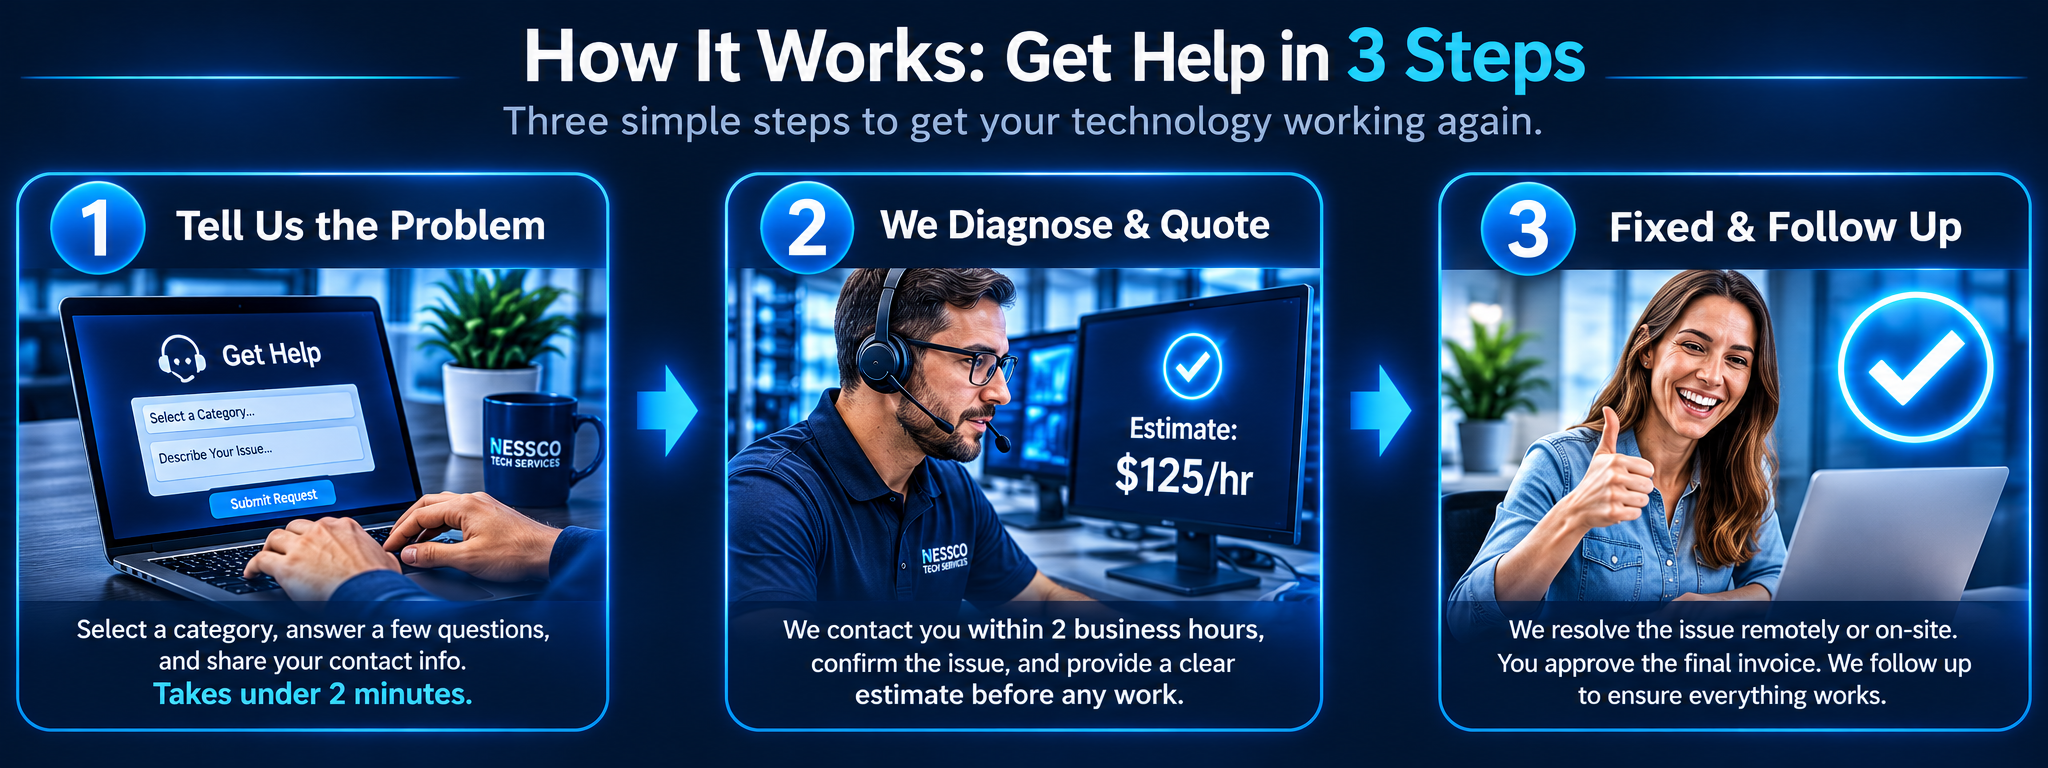 How It Works: Get Help in 3 Steps
Three simple steps to get your technology working again.
1
Tell Us the Problem
Get Help
Select a Category...
Describe Your Issue...
Submit Request
NESSCO
TECH SERVICES
Select a category, answer a few questions,
and share your contact info.
Takes under 2 minutes.
2
We Diagnose & Quote
Estimate:
$125/hr
NESSCO
TECH SERVICES
We contact you within 2 business hours,
confirm the issue, and provide a clear
estimate before any work.
3
Fixed & Follow Up
We resolve the issue remotely or on-site.
You approve the final invoice. We follow up
to ensure everything works.